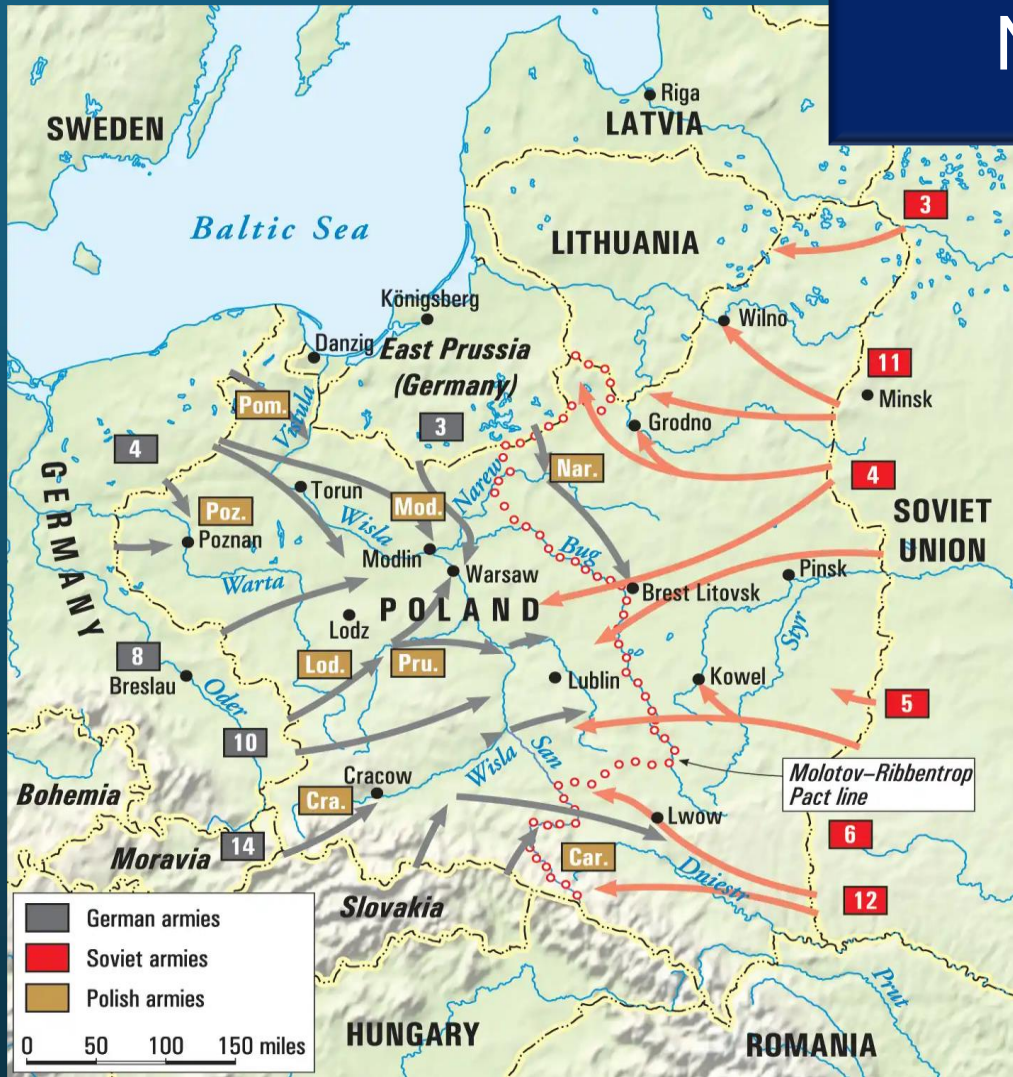 N
Riga
SWEDEN
LATVIA
3
Baltic Sea
LITHUANIA
Königsberg
Wilno
Danzig
East Prussia
(Germany)
11
Minsk
Pom.
Vistula
3
Grodno
4
Nar.
4
GERMANY
Torun
Narew
Mod.
Poz.
Wisla
SOVIET
UNION
Poznan
Modlin
Bug
Pinsk
Warsaw
Warta
Brest Litovsk
POLAND
Styr
Lodz
8
Lod.
Pru.
Breslau
Lublin
Kowel
Oder
5
10
Wisla
San
Cracow
Molotov–Ribbentrop
Pact line
Bohemia
Cra.
Lwow
6
14
Moravia
Car.
Dniestr
12
Slovakia
German armies
Soviet armies
Polish armies
Prut
HUNGARY
ROMANIA
0 50 100 150 miles